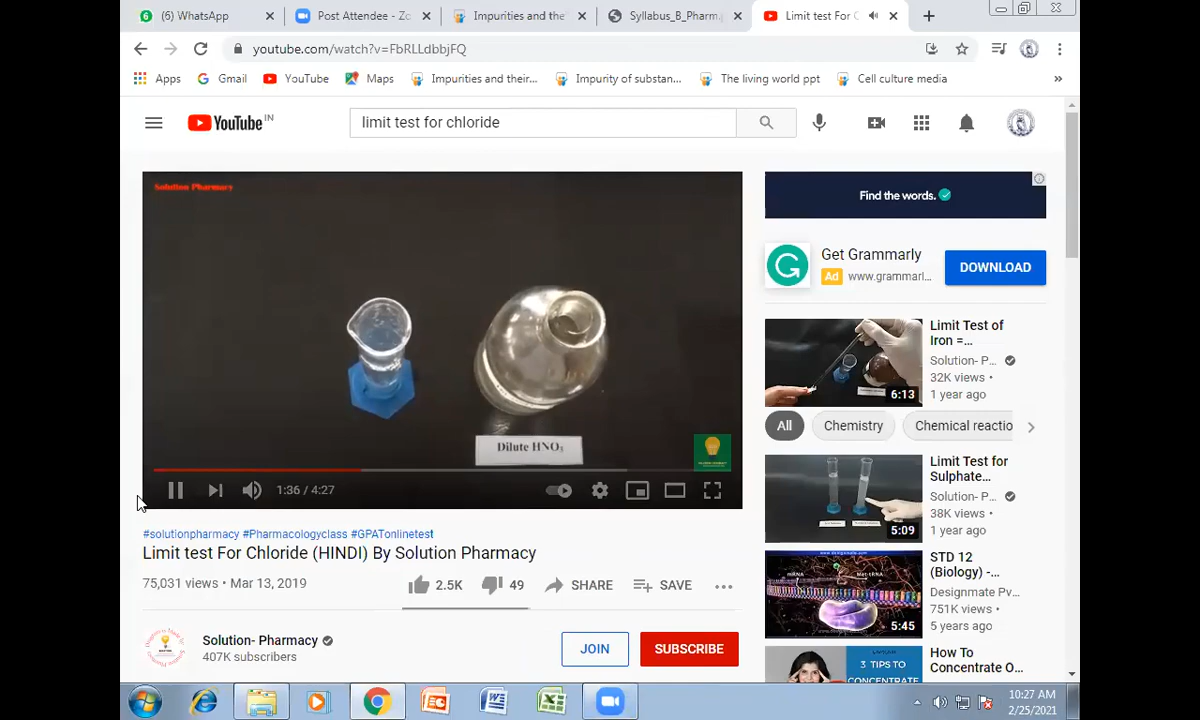 (6) WhatsApp
Post Attendee - Zo
Impurities and the
Syllabus_B_Pharm.p
Limit test For C
youtube.com/watch?v=FbRLLdbbjFQ
Apps
Gmail
YouTube
Maps
Impurities and their...
Impurity of substan...
The living world ppt
Cell culture media
»
YouTube IN
limit test for chloride
Solution Pharmacy
Dilute HNO₃
1:36 / 4:27
#solutionpharmacy #Pharmacologyclass #GPATonlinetest
Limit test For Chloride (HINDI) By Solution Pharmacy
75,031 views • Mar 13, 2019
2.5K
49
SHARE
SAVE
Solution- Pharmacy
407K subscribers
JOIN
SUBSCRIBE
Find the words.
Get Grammarly
Ad www.grammarl...
DOWNLOAD
Limit Test of
Iron =...
Solution- P...
32K views •
1 year ago
6:13
All
Chemistry
Chemical reactio
Limit Test for
Sulphate...
Solution- P...
38K views •
1 year ago
5:09
STD 12
(Biology) -...
Designmate Pv...
751K views •
5 years ago
mRNA
Met-tRNA
5:45
How To
Concentrate O...
3 TIPS TO
CONCENTRATE
10:27 AM
2/25/2021